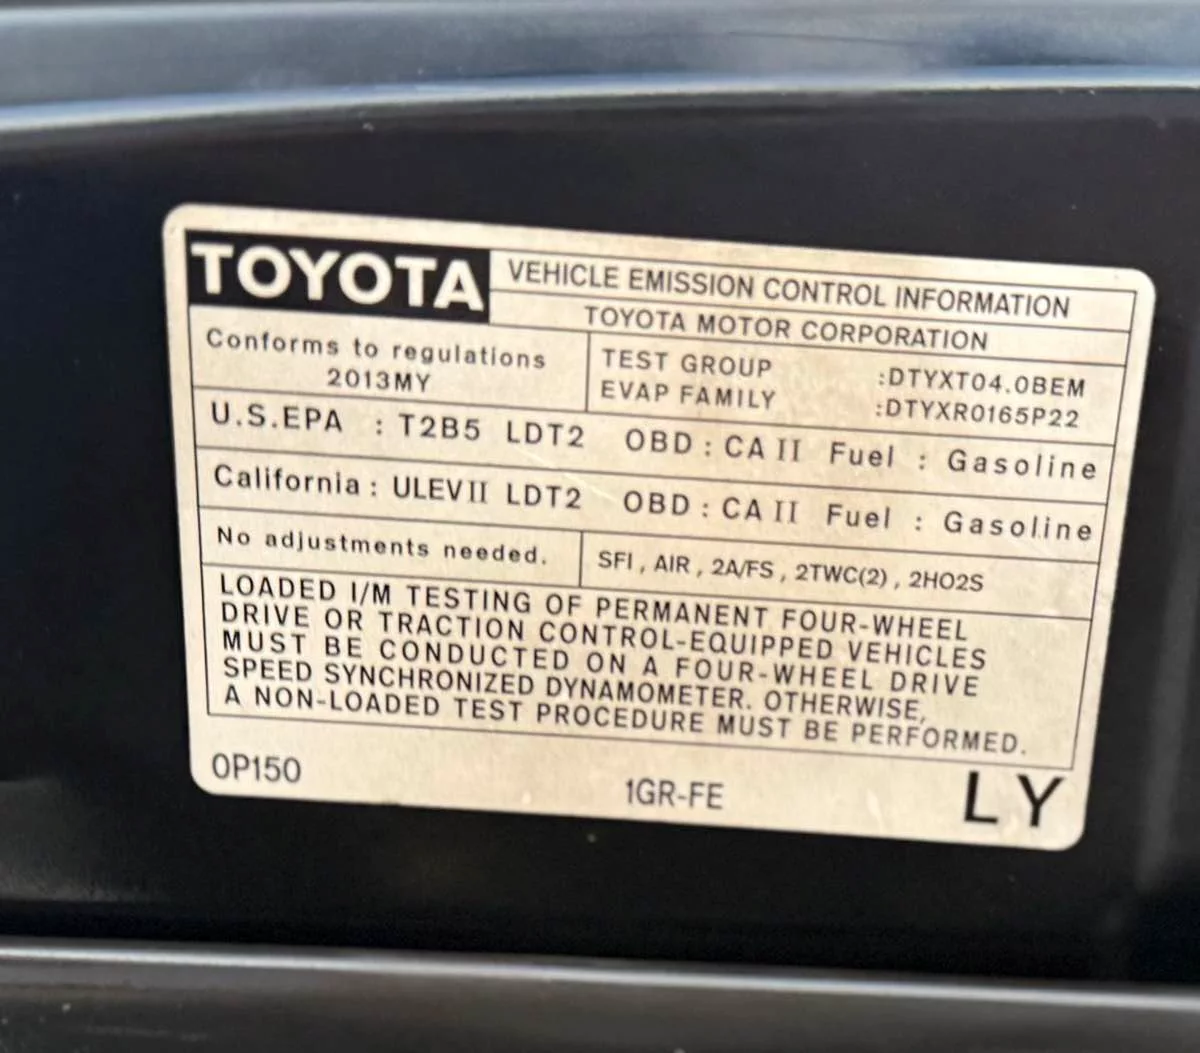 TOYOTA
VEHICLE EMISSION CONTROL INFORMATION
TOYOTA MOTOR CORPORATION
Conforms to regulations
2013MY
TEST GROUP :DTYXT04.0BEM
EVAP FAMILY :DTYXR0165P22
U.S.EPA : T2B5 LDT2 OBD : CA II Fuel : Gasoline
California : ULEVII LDT2 OBD : CA II Fuel : Gasoline
No adjustments needed.
SFI , AIR , 2A/FS , 2TWC(2) , 2HO2S
LOADED I/M TESTING OF PERMANENT FOUR-WHEEL
DRIVE OR TRACTION CONTROL-EQUIPPED VEHICLES
MUST BE CONDUCTED ON A FOUR-WHEEL DRIVE
SPEED SYNCHRONIZED DYNAMOMETER. OTHERWISE,
A NON-LOADED TEST PROCEDURE MUST BE PERFORMED.
0P150 1GR-FE LY